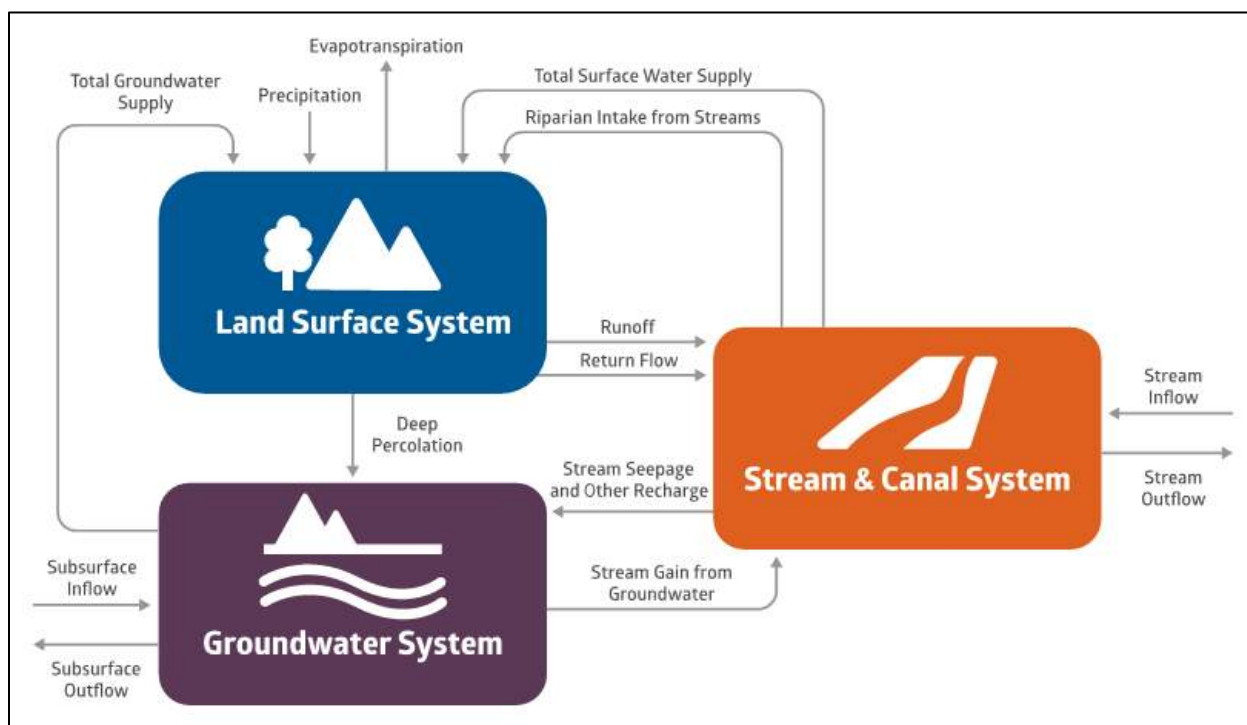 Evapotranspiration
Total Groundwater
Supply
Precipitation
Total Surface Water Supply
Riparian Intake from Streams
Land Surface System
Runoff
Return Flow
Stream
Inflow
Deep
Percolation
Stream Seepage
and Other Recharge
Stream & Canal System
Stream
Outflow
Subsurface
Inflow
Stream Gain from
Groundwater
Groundwater System
Subsurface
Outflow